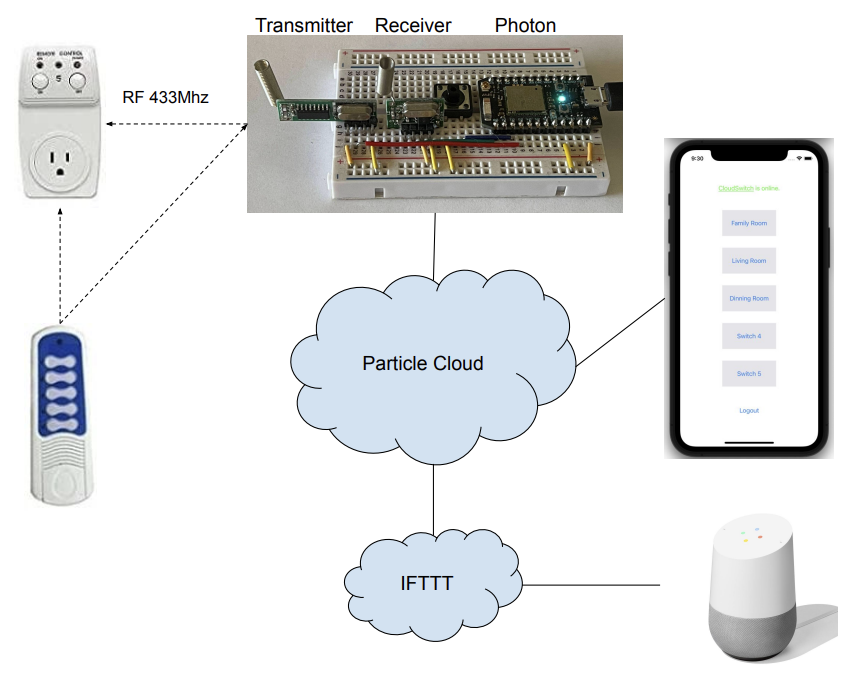 Transmitter Receiver Photon
REMOTE CONTROL
RF 433Mhz
9:30
CloudSwitch is online.
Family Room
Living Room
Dinning Room
Switch 4
Switch 5
Logout
Particle Cloud
IFTTT